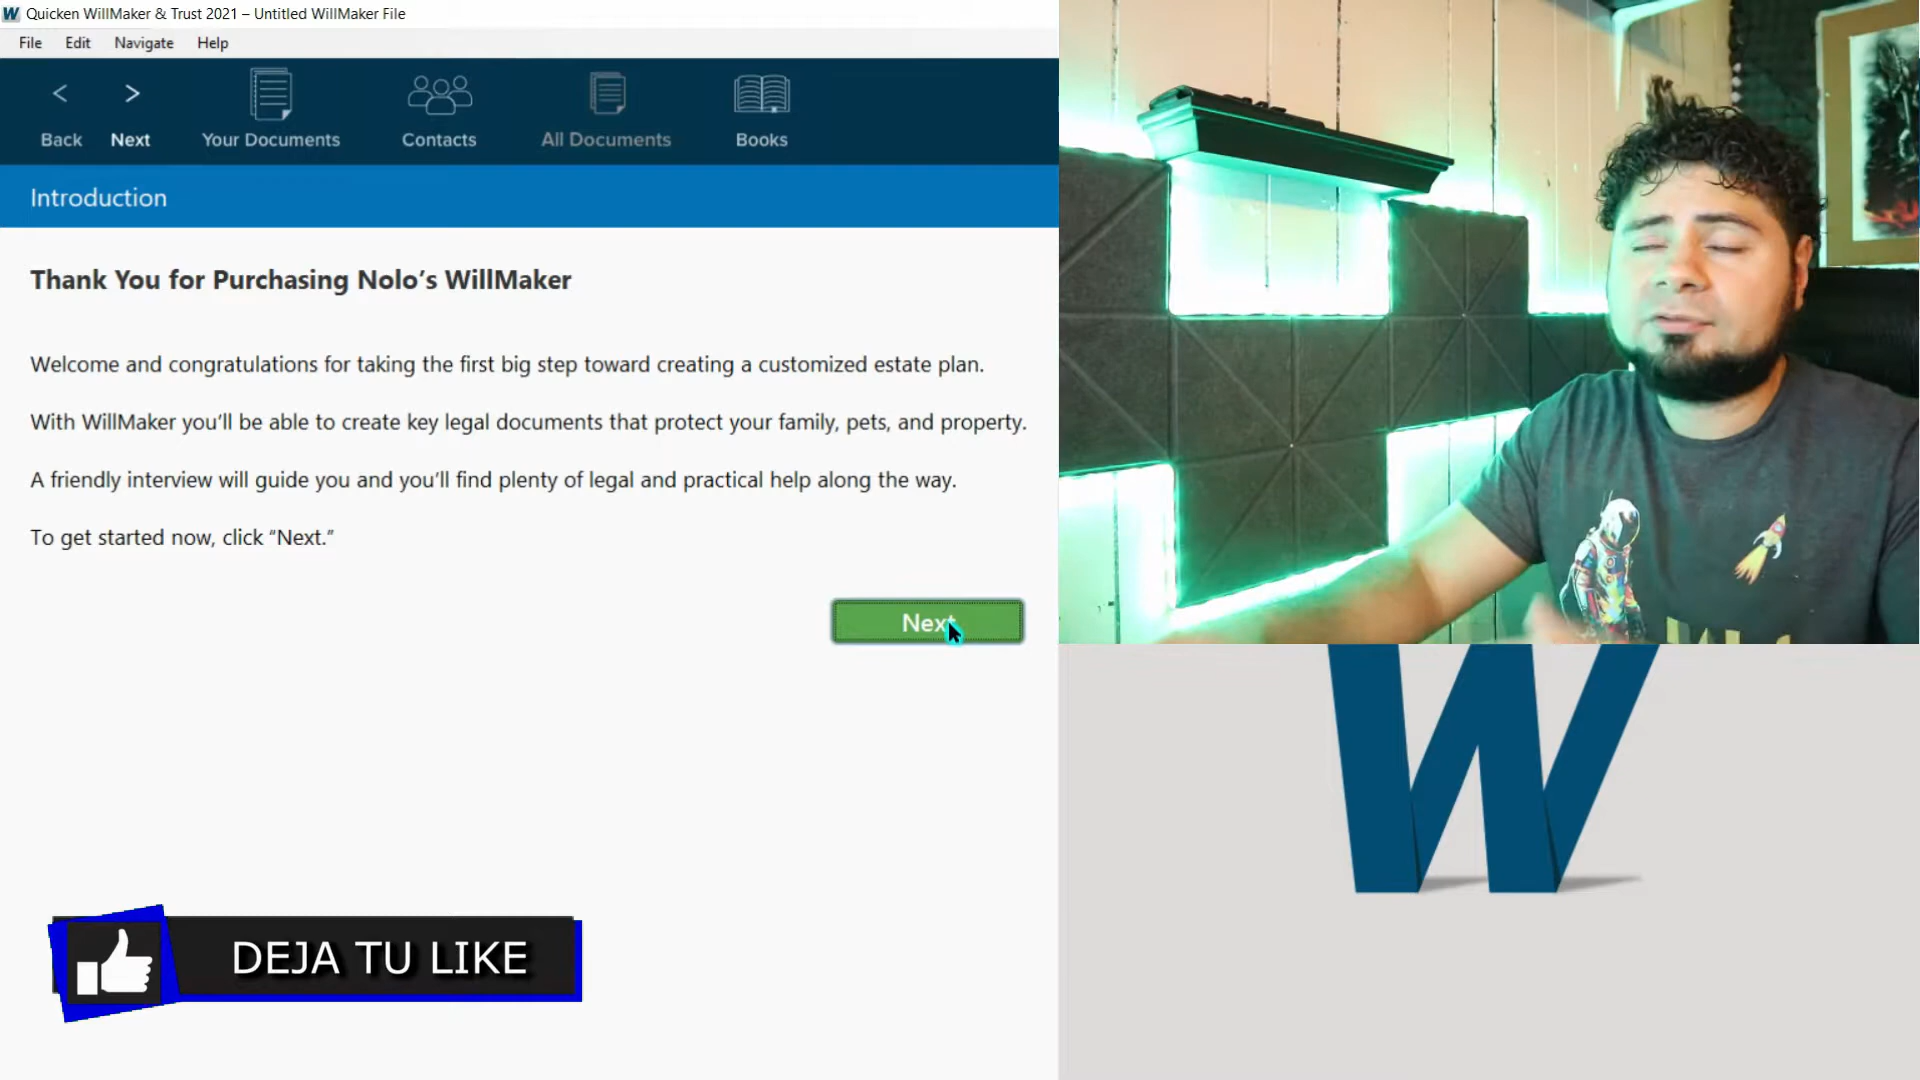 Quicken WillMaker & Trust 2021 – Untitled WillMaker File
File Edit Navigate Help
< >
Back Next Your Documents Contacts All Documents Books
Introduction
Thank You for Purchasing Nolo’s WillMaker
Welcome and congratulations for taking the first big step toward creating a customized estate plan.
With WillMaker you’ll be able to create key legal documents that protect your family, pets, and property.
A friendly interview will guide you and you’ll find plenty of legal and practical help along the way.
To get started now, click “Next.”
Next
W
DEJA TU LIKE